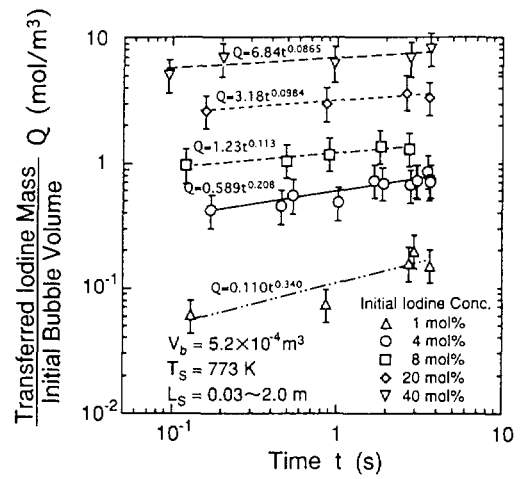 Transferred Iodine Mass
Initial Bubble Volume
Q (mol/m³)
10
1
10⁻¹
10⁻²
Q=6.84t^0.0865
Q=3.18t^0.0984
Q=1.23t^0.113
Q=0.589t^0.208
Q=0.110t^0.340
V_b = 5.2×10⁻⁴m³
T_S = 773 K
L_S = 0.03~2.0 m
Initial Iodine Conc.
△ 1 mol%
○ 4 mol%
□ 8 mol%
◇ 20 mol%
▽ 40 mol%
10⁻¹
1
10
Time t (s)